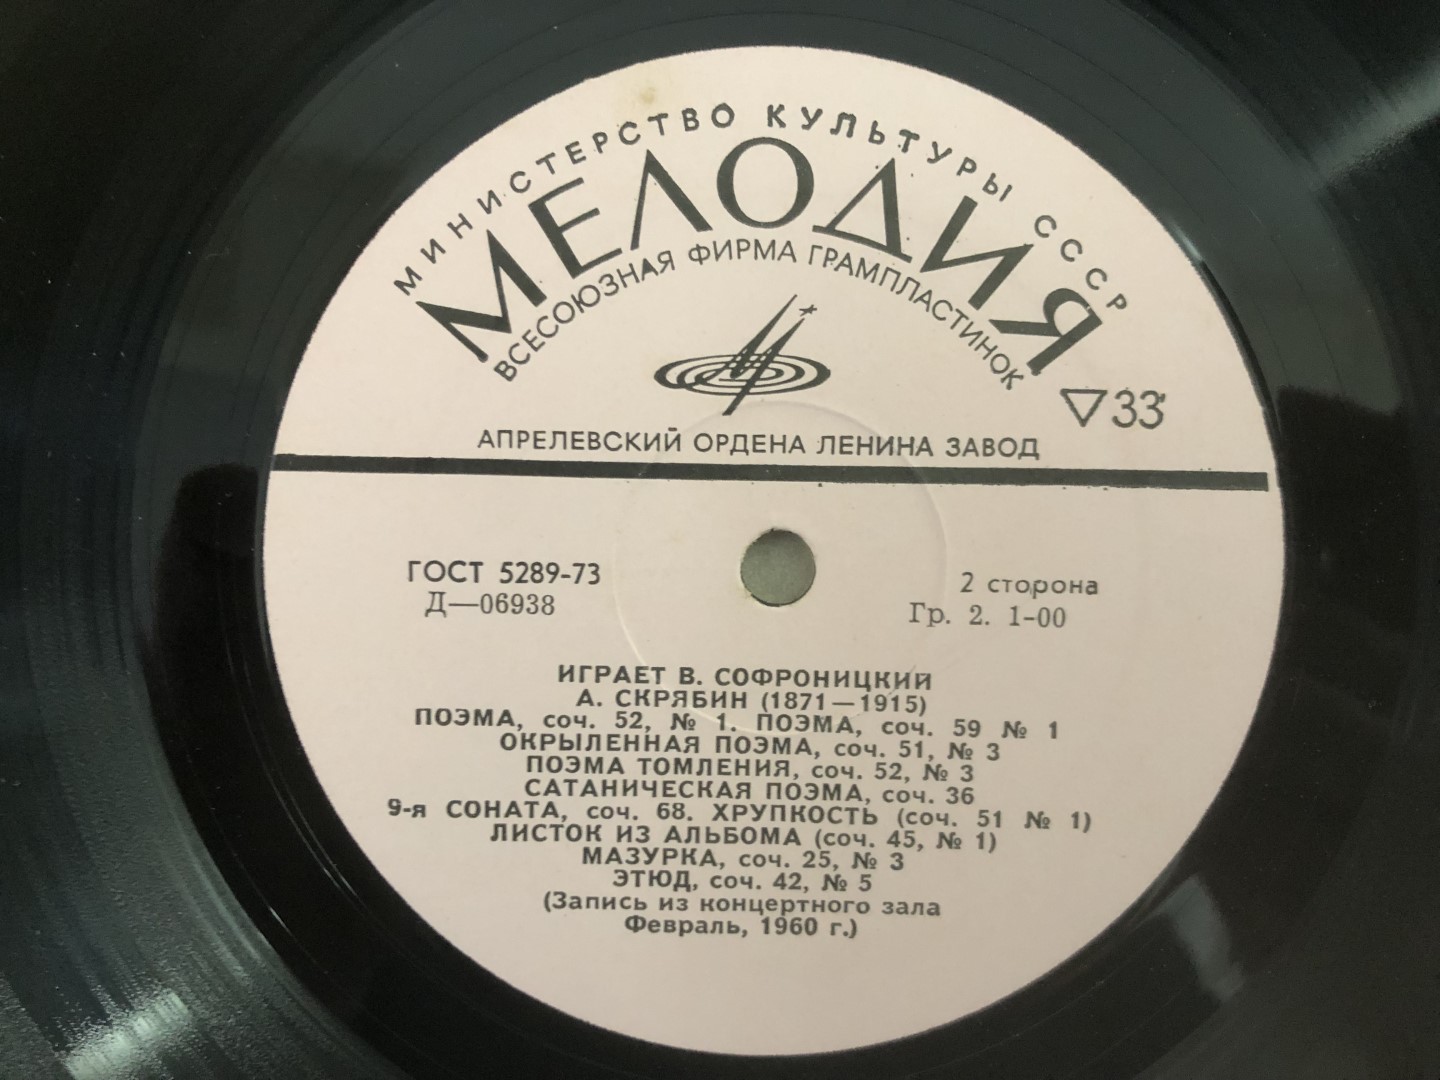 МИНИСТЕРСТВО КУЛЬТУРЫ СССР
МЕЛОДИЯ
ВСЕСОЮЗНАЯ ФИРМА ГРАМПЛАСТИНОК
▽33
АПРЕЛЕВСКИЙ ОРДЕНА ЛЕНИНА ЗАВОД
ГОСТ 5289-73
Д—06938
2 сторона
Гр. 2. 1-00
ИГРАЕТ В. СОФРОНИЦКИЙ
А. СКРЯБИН (1871—1915)
ПОЭМА, соч. 52, № 1. ПОЭМА, соч. 59 № 1
ОКРЫЛЕННАЯ ПОЭМА, соч. 51, № 3
ПОЭМА ТОМЛЕНИЯ, соч. 52, № 3
САТАНИЧЕСКАЯ ПОЭМА, соч. 36
9-я СОНАТА, соч. 68. ХРУПКОСТЬ (соч. 51 № 1)
ЛИСТОК ИЗ АЛЬБОМА (соч. 45, № 1)
МАЗУРКА, соч. 25, № 3
ЭТЮД, соч. 42, № 5
(Запись из концертного зала
Февраль, 1960 г.)